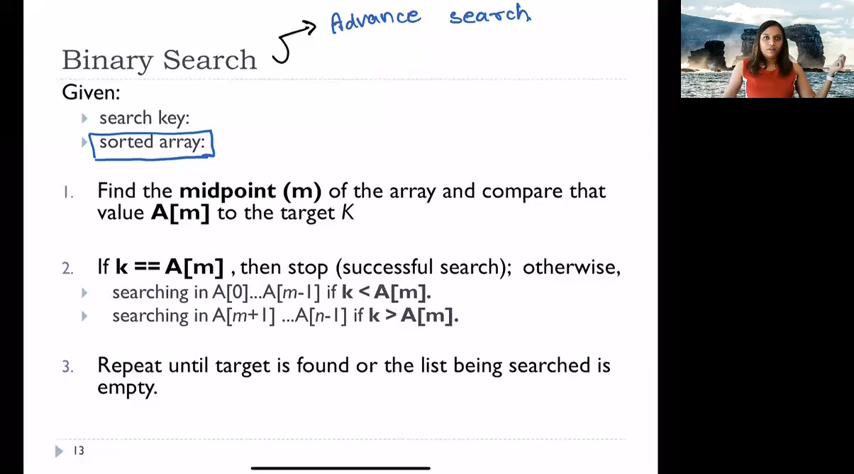 Advance search
Binary Search
Given:
search key:
sorted array:
1. Find the midpoint (m) of the array and compare that
value A[m] to the target K
2. If k == A[m] , then stop (successful search); otherwise,
searching in A[0]...A[m-1] if k < A[m].
searching in A[m+1] ...A[n-1] if k > A[m].
3. Repeat until target is found or the list being searched is
empty.
13